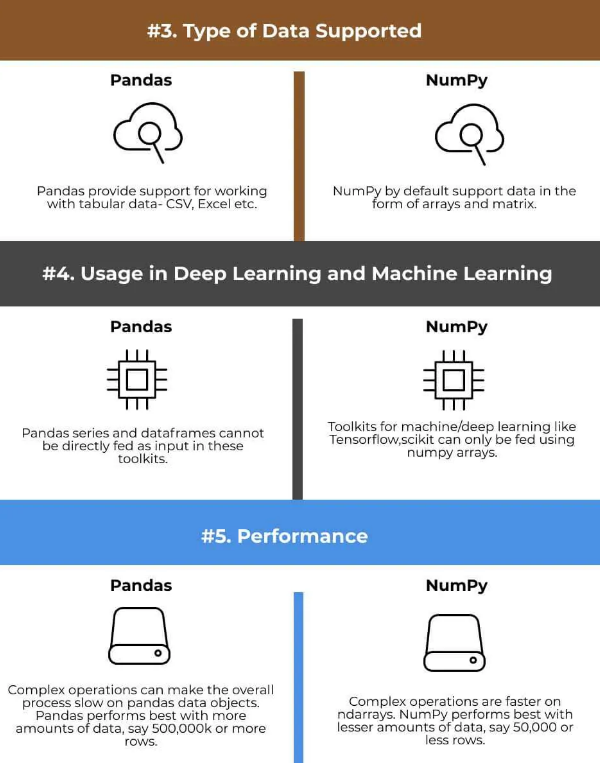 #3. Type of Data Supported
Pandas
NumPy
Pandas provide support for working
with tabular data- CSV, Excel etc.
NumPy by default support data in the
form of arrays and matrix.
#4. Usage in Deep Learning and Machine Learning
Pandas
NumPy
Pandas series and dataframes cannot
be directly fed as input in these
toolkits.
Toolkits for machine/deep learning like
Tensorflow,scikit can only be fed using
numpy arrays.
#5. Performance
Pandas
NumPy
Complex operations can make the overall
process slow on pandas data objects.
Pandas performs best with more
amounts of data, say 500,000k or more
rows.
Complex operations are faster on
ndarrays. NumPy performs best with
lesser amounts of data, say 50,000 or
less rows.